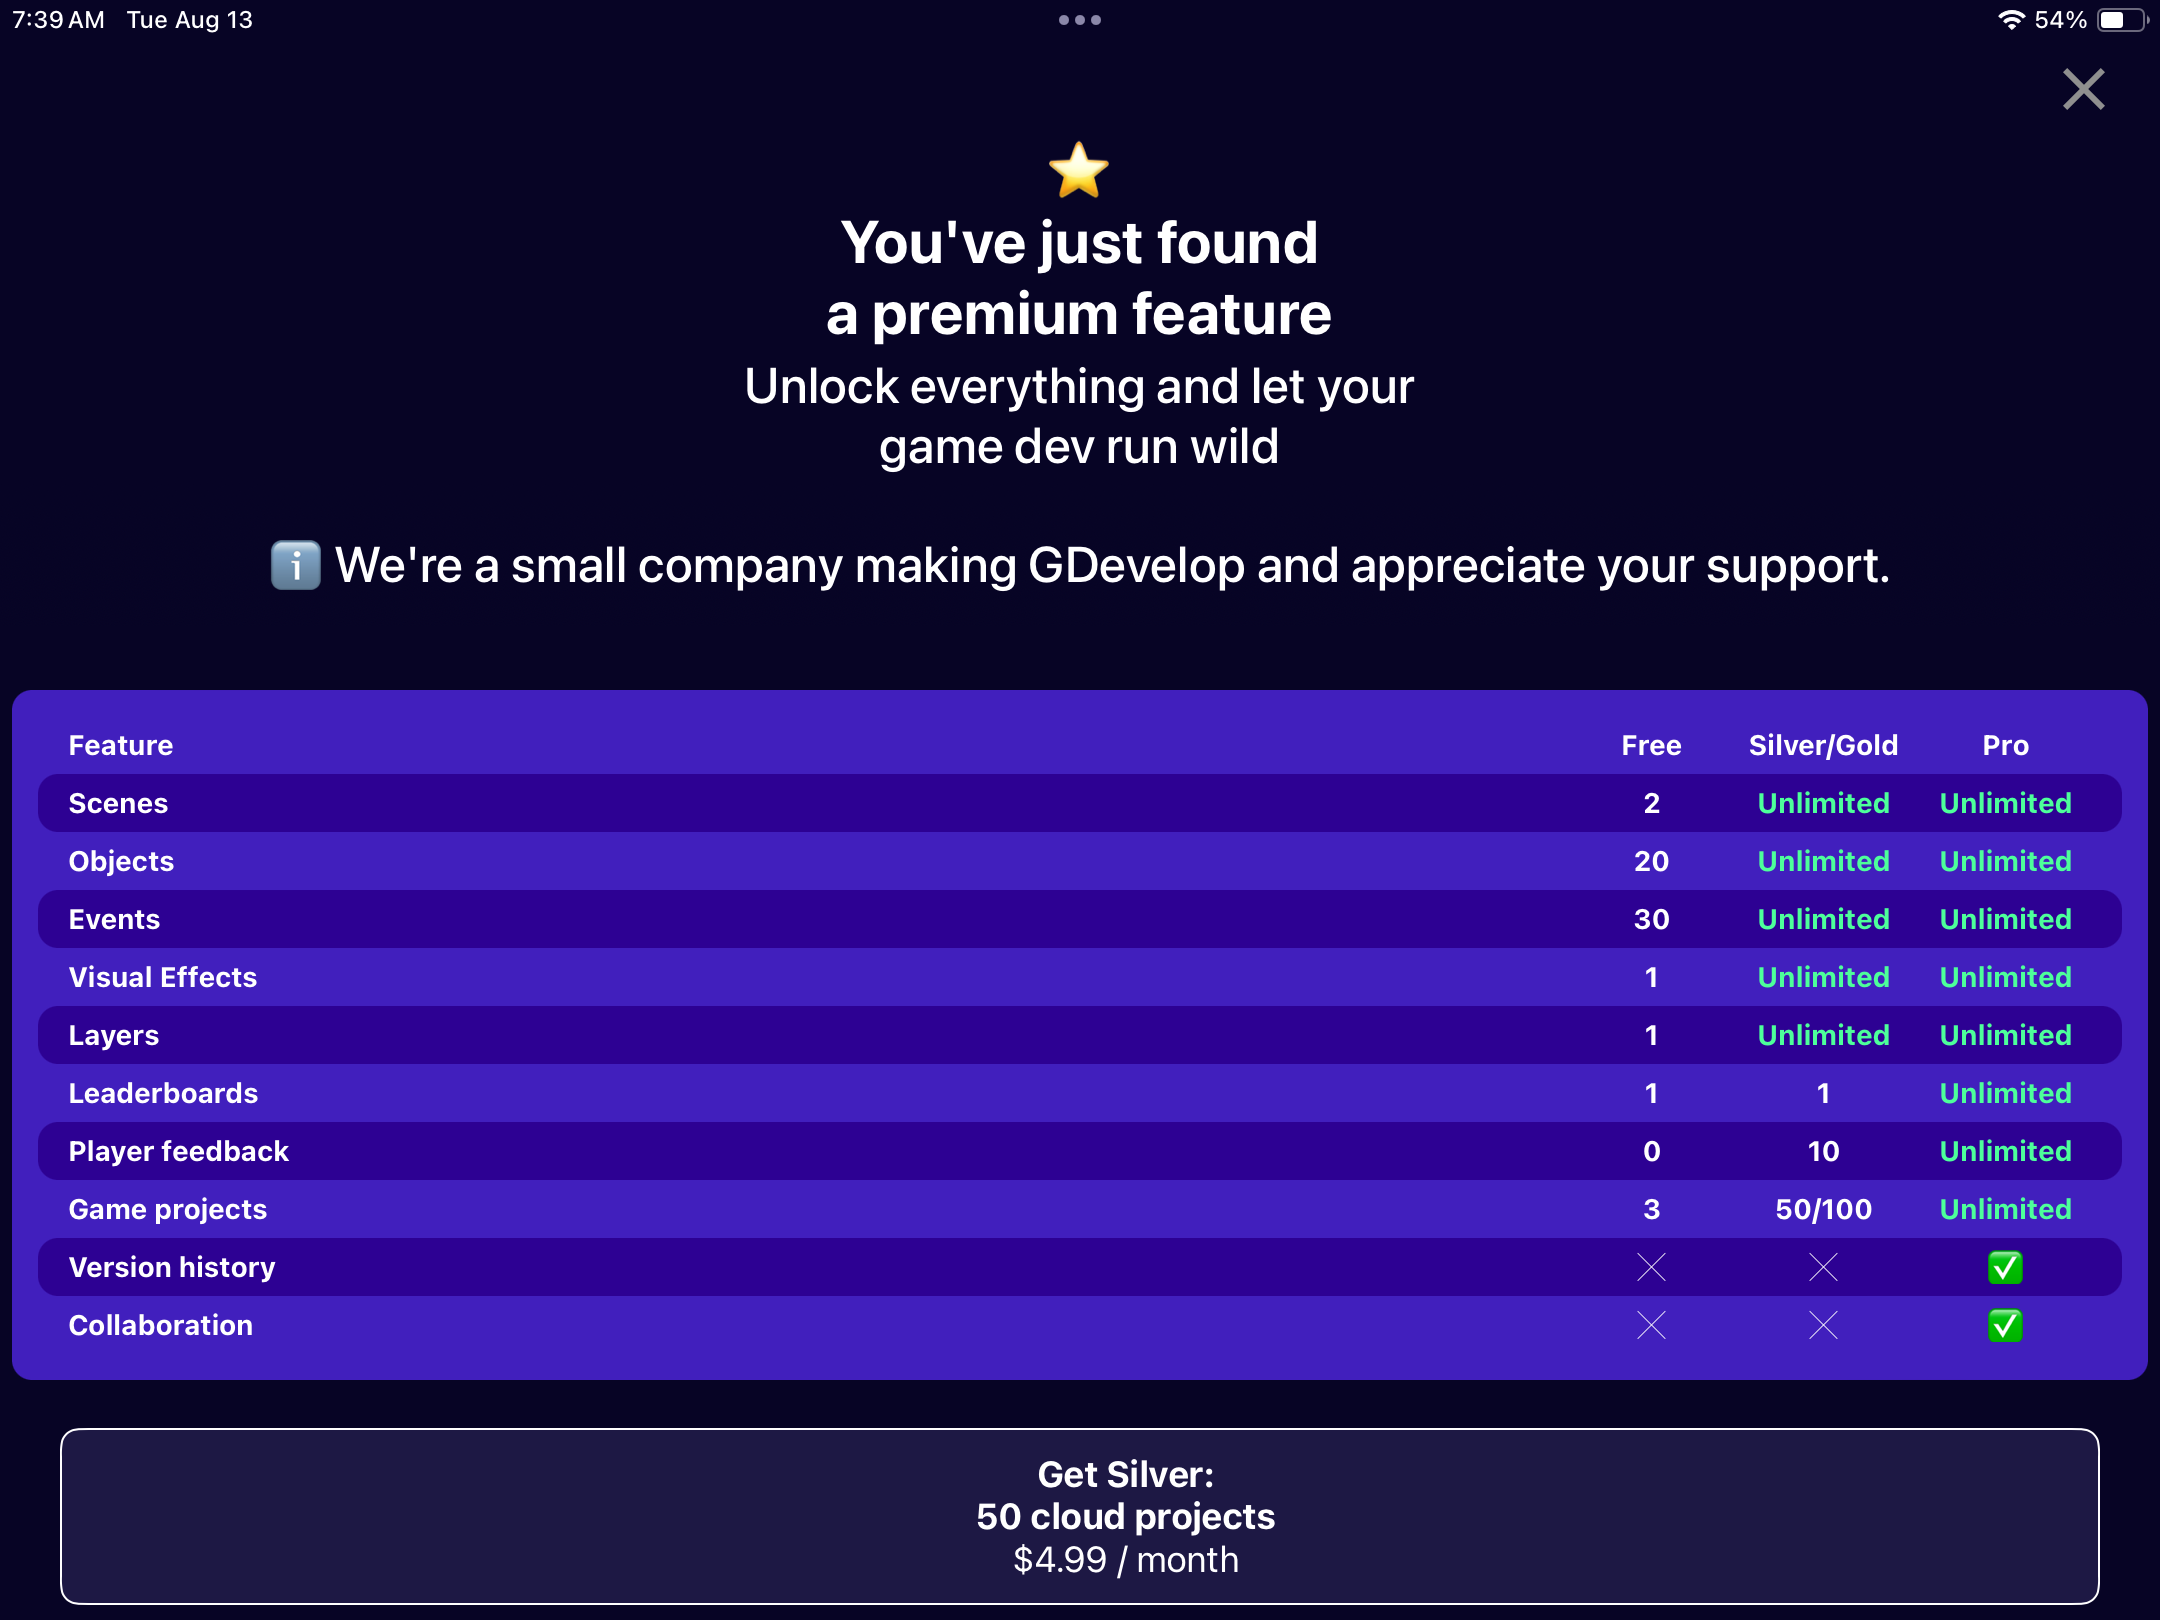 7:39 AM Tue Aug 13
54%
You've just found
a premium feature
Unlock everything and let your
game dev run wild
ℹ️ We're a small company making GDevelop and appreciate your support.
Feature Free Silver/Gold Pro
Scenes 2 Unlimited Unlimited
Objects 20 Unlimited Unlimited
Events 30 Unlimited Unlimited
Visual Effects 1 Unlimited Unlimited
Layers 1 Unlimited Unlimited
Leaderboards 1 1 Unlimited
Player feedback 0 10 Unlimited
Game projects 3 50/100 Unlimited
Version history
Collaboration
Get Silver:
50 cloud projects
$4.99 / month